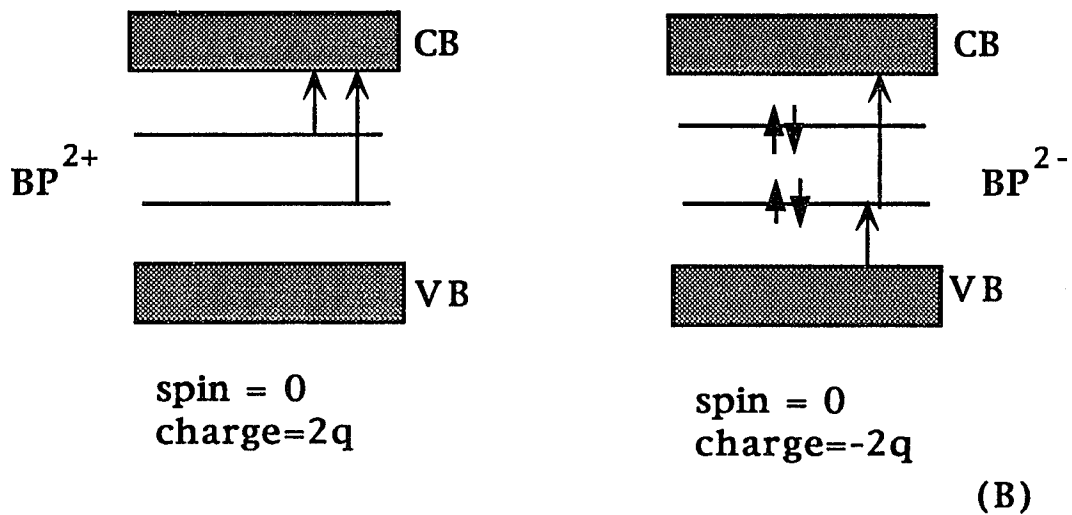 CB
BP2+
VB
spin = 0
charge=2q
CB
BP2-
VB
spin = 0
charge=-2q
(B)